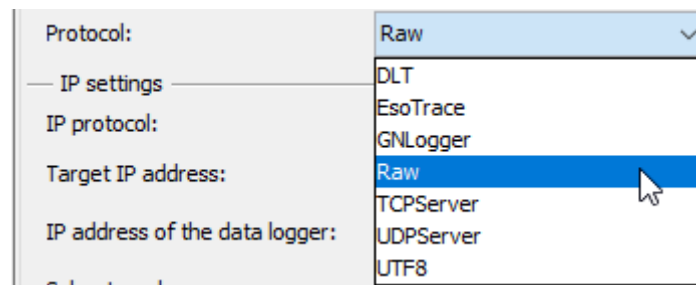 Protocol: Raw
DLT
IP settings
EsoTrace
IP protocol:
GNLogger
Target IP address:
Raw
TCPServer
IP address of the data logger:
UDPServer
UTF8